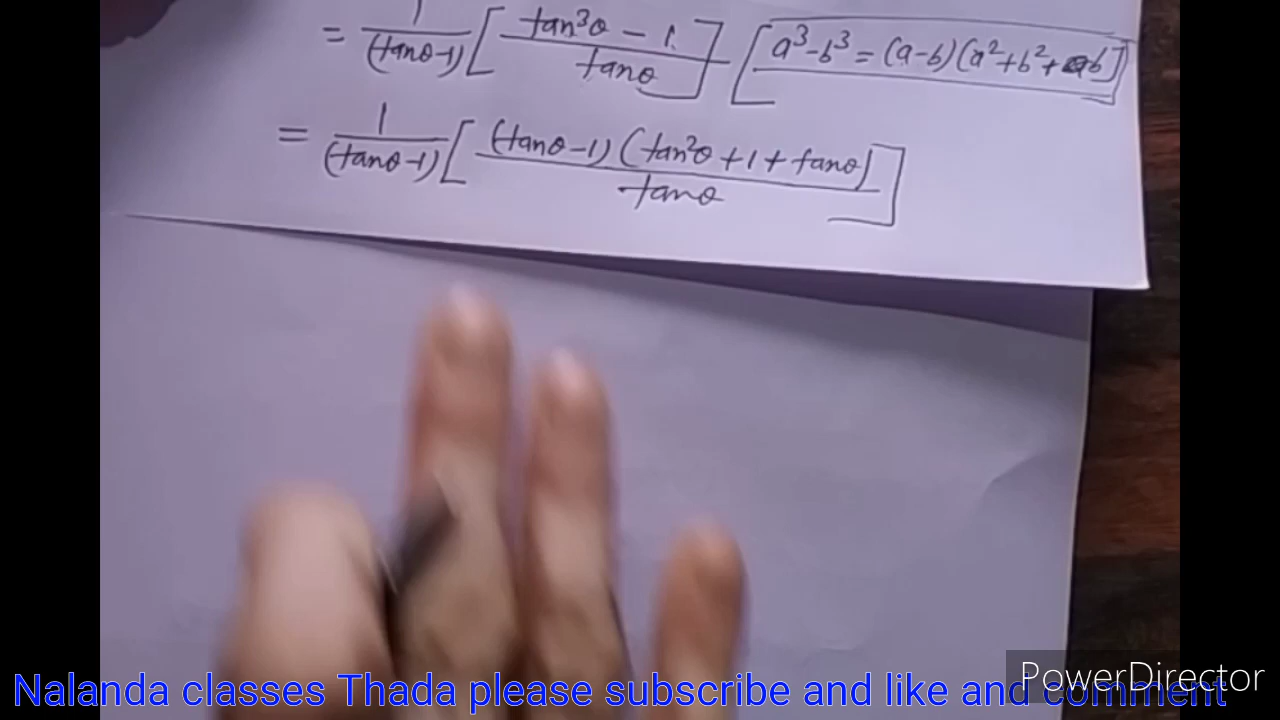 = 1/(tanθ-1) [ (tan³θ - 1)/tanθ ] [a³-b³ = (a-b)(a²+b²+ab]
= 1/(tanθ-1) [ (tanθ-1)(tan²θ+1+tanθ)/tanθ ]
PowerDirector
Nalanda classes Thada please subscribe and like and comment